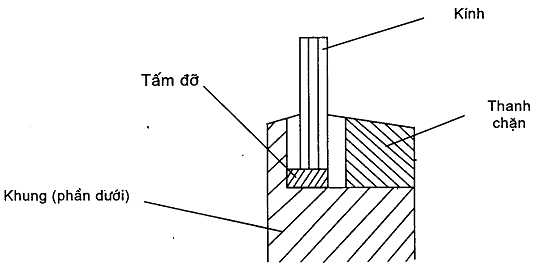 Kính
Tấm đỡ
Thanh
chặn
Khung (phần dưới)